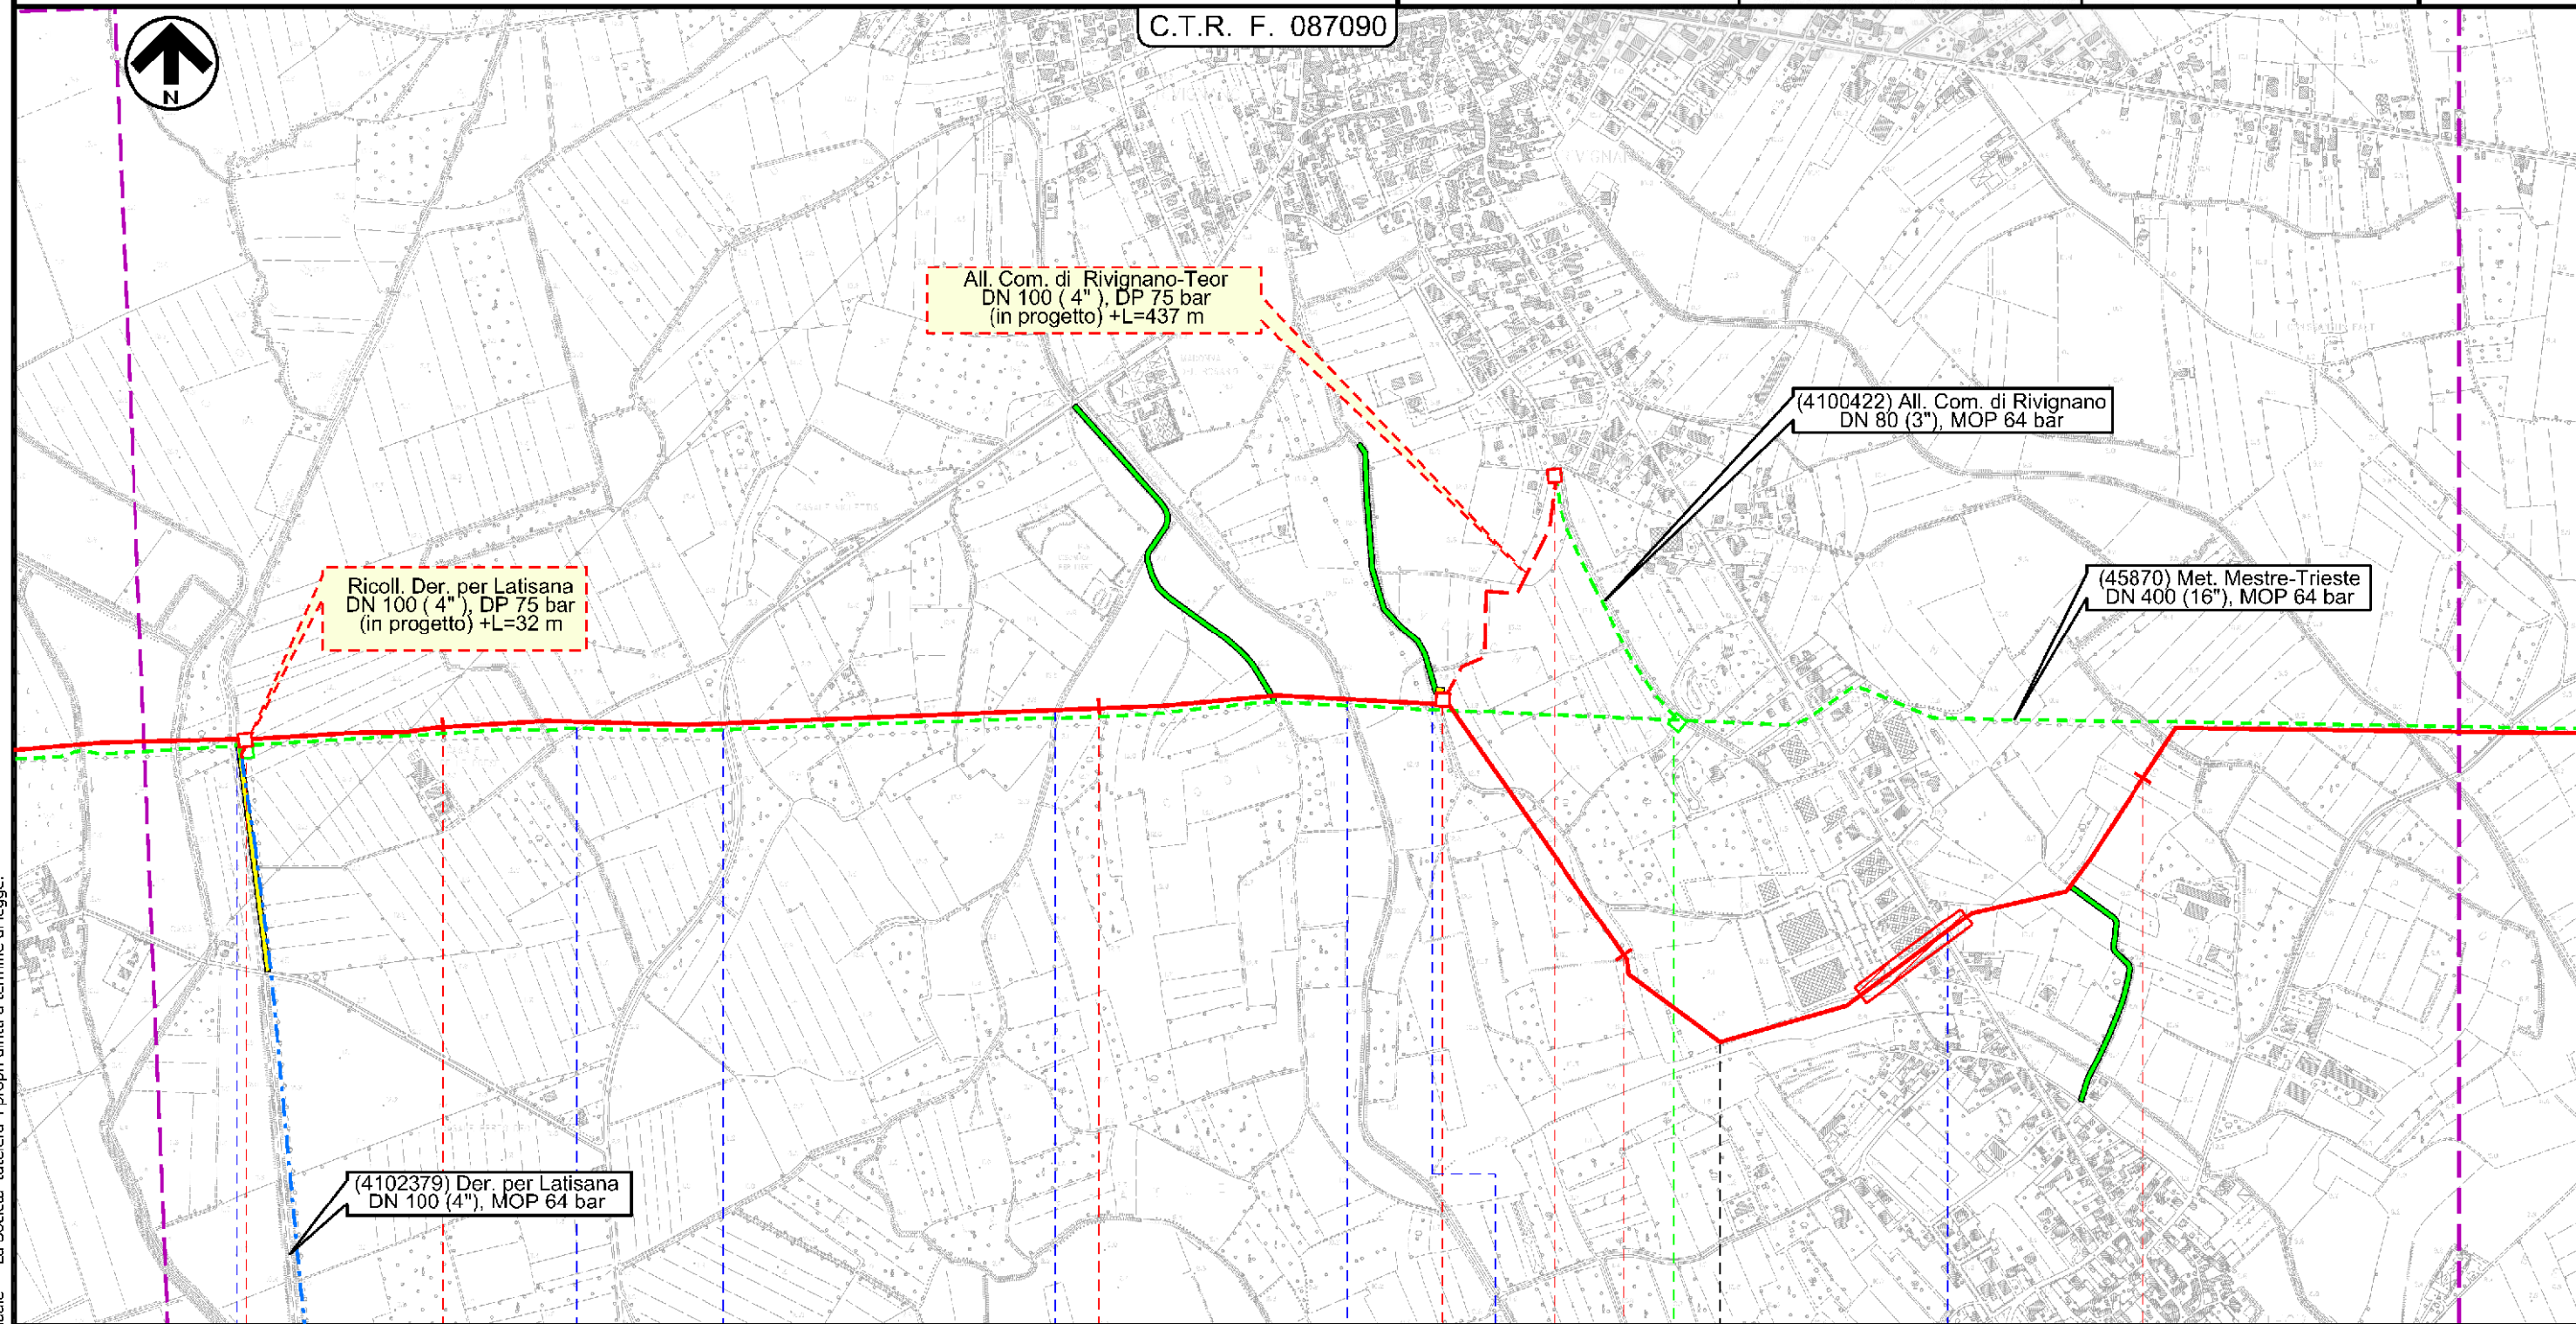 C.T.R. F. 087090
N
All. Com. di Rivignano-Teor
DN 100 ( 4" ), DP 75 bar
(in progetto) +L=437 m
(4100422) All. Com. di Rivignano
DN 80 (3"), MOP 64 bar
(45870) Met. Mestre-Trieste
DN 400 (16"), MOP 64 bar
Ricoll. Der. per Latisana
DN 100 ( 4" ), DP 75 bar
(in progetto) +L=32 m
(4102379) Der. per Latisana
DN 100 (4"), MOP 64 bar